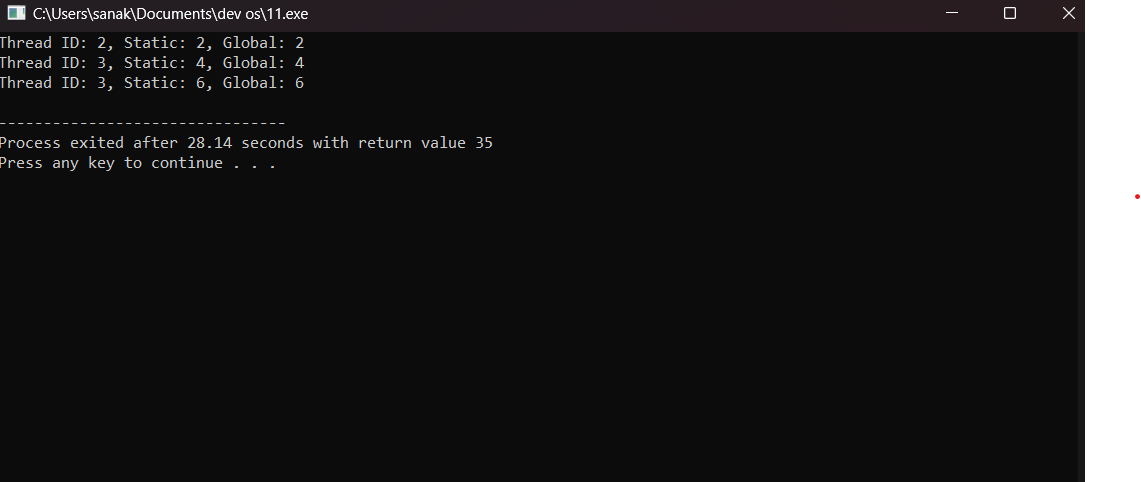 C:\Users\sanak\Documents\dev os\11.exe
Thread ID: 2, Static: 2, Global: 2
Thread ID: 3, Static: 4, Global: 4
Thread ID: 3, Static: 6, Global: 6
--------------------------------
Process exited after 28.14 seconds with return value 35
Press any key to continue . . .